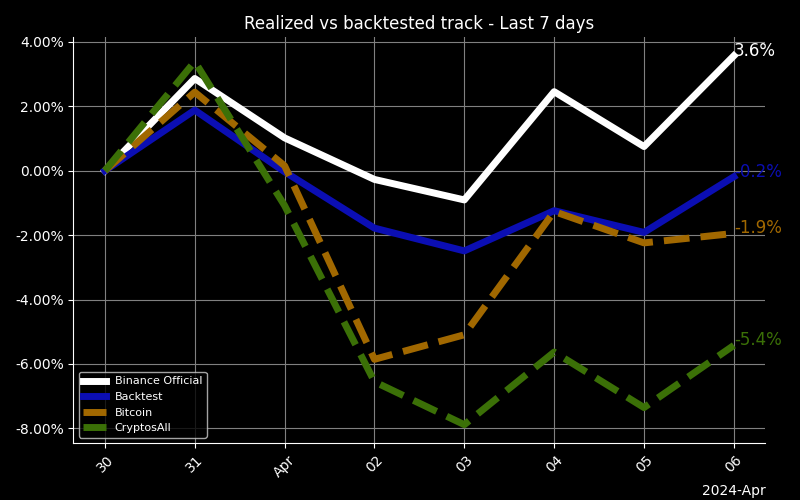 Realized vs backtested track - Last 7 days
4.00%
2.00%
0.00%
-2.00%
-4.00%
-6.00%
-8.00%
3.6%
-0.2%
-1.9%
-5.4%
Binance Official
Backtest
Bitcoin
CryptosAll
30
31
Apr
02
03
04
05
06
2024-Apr